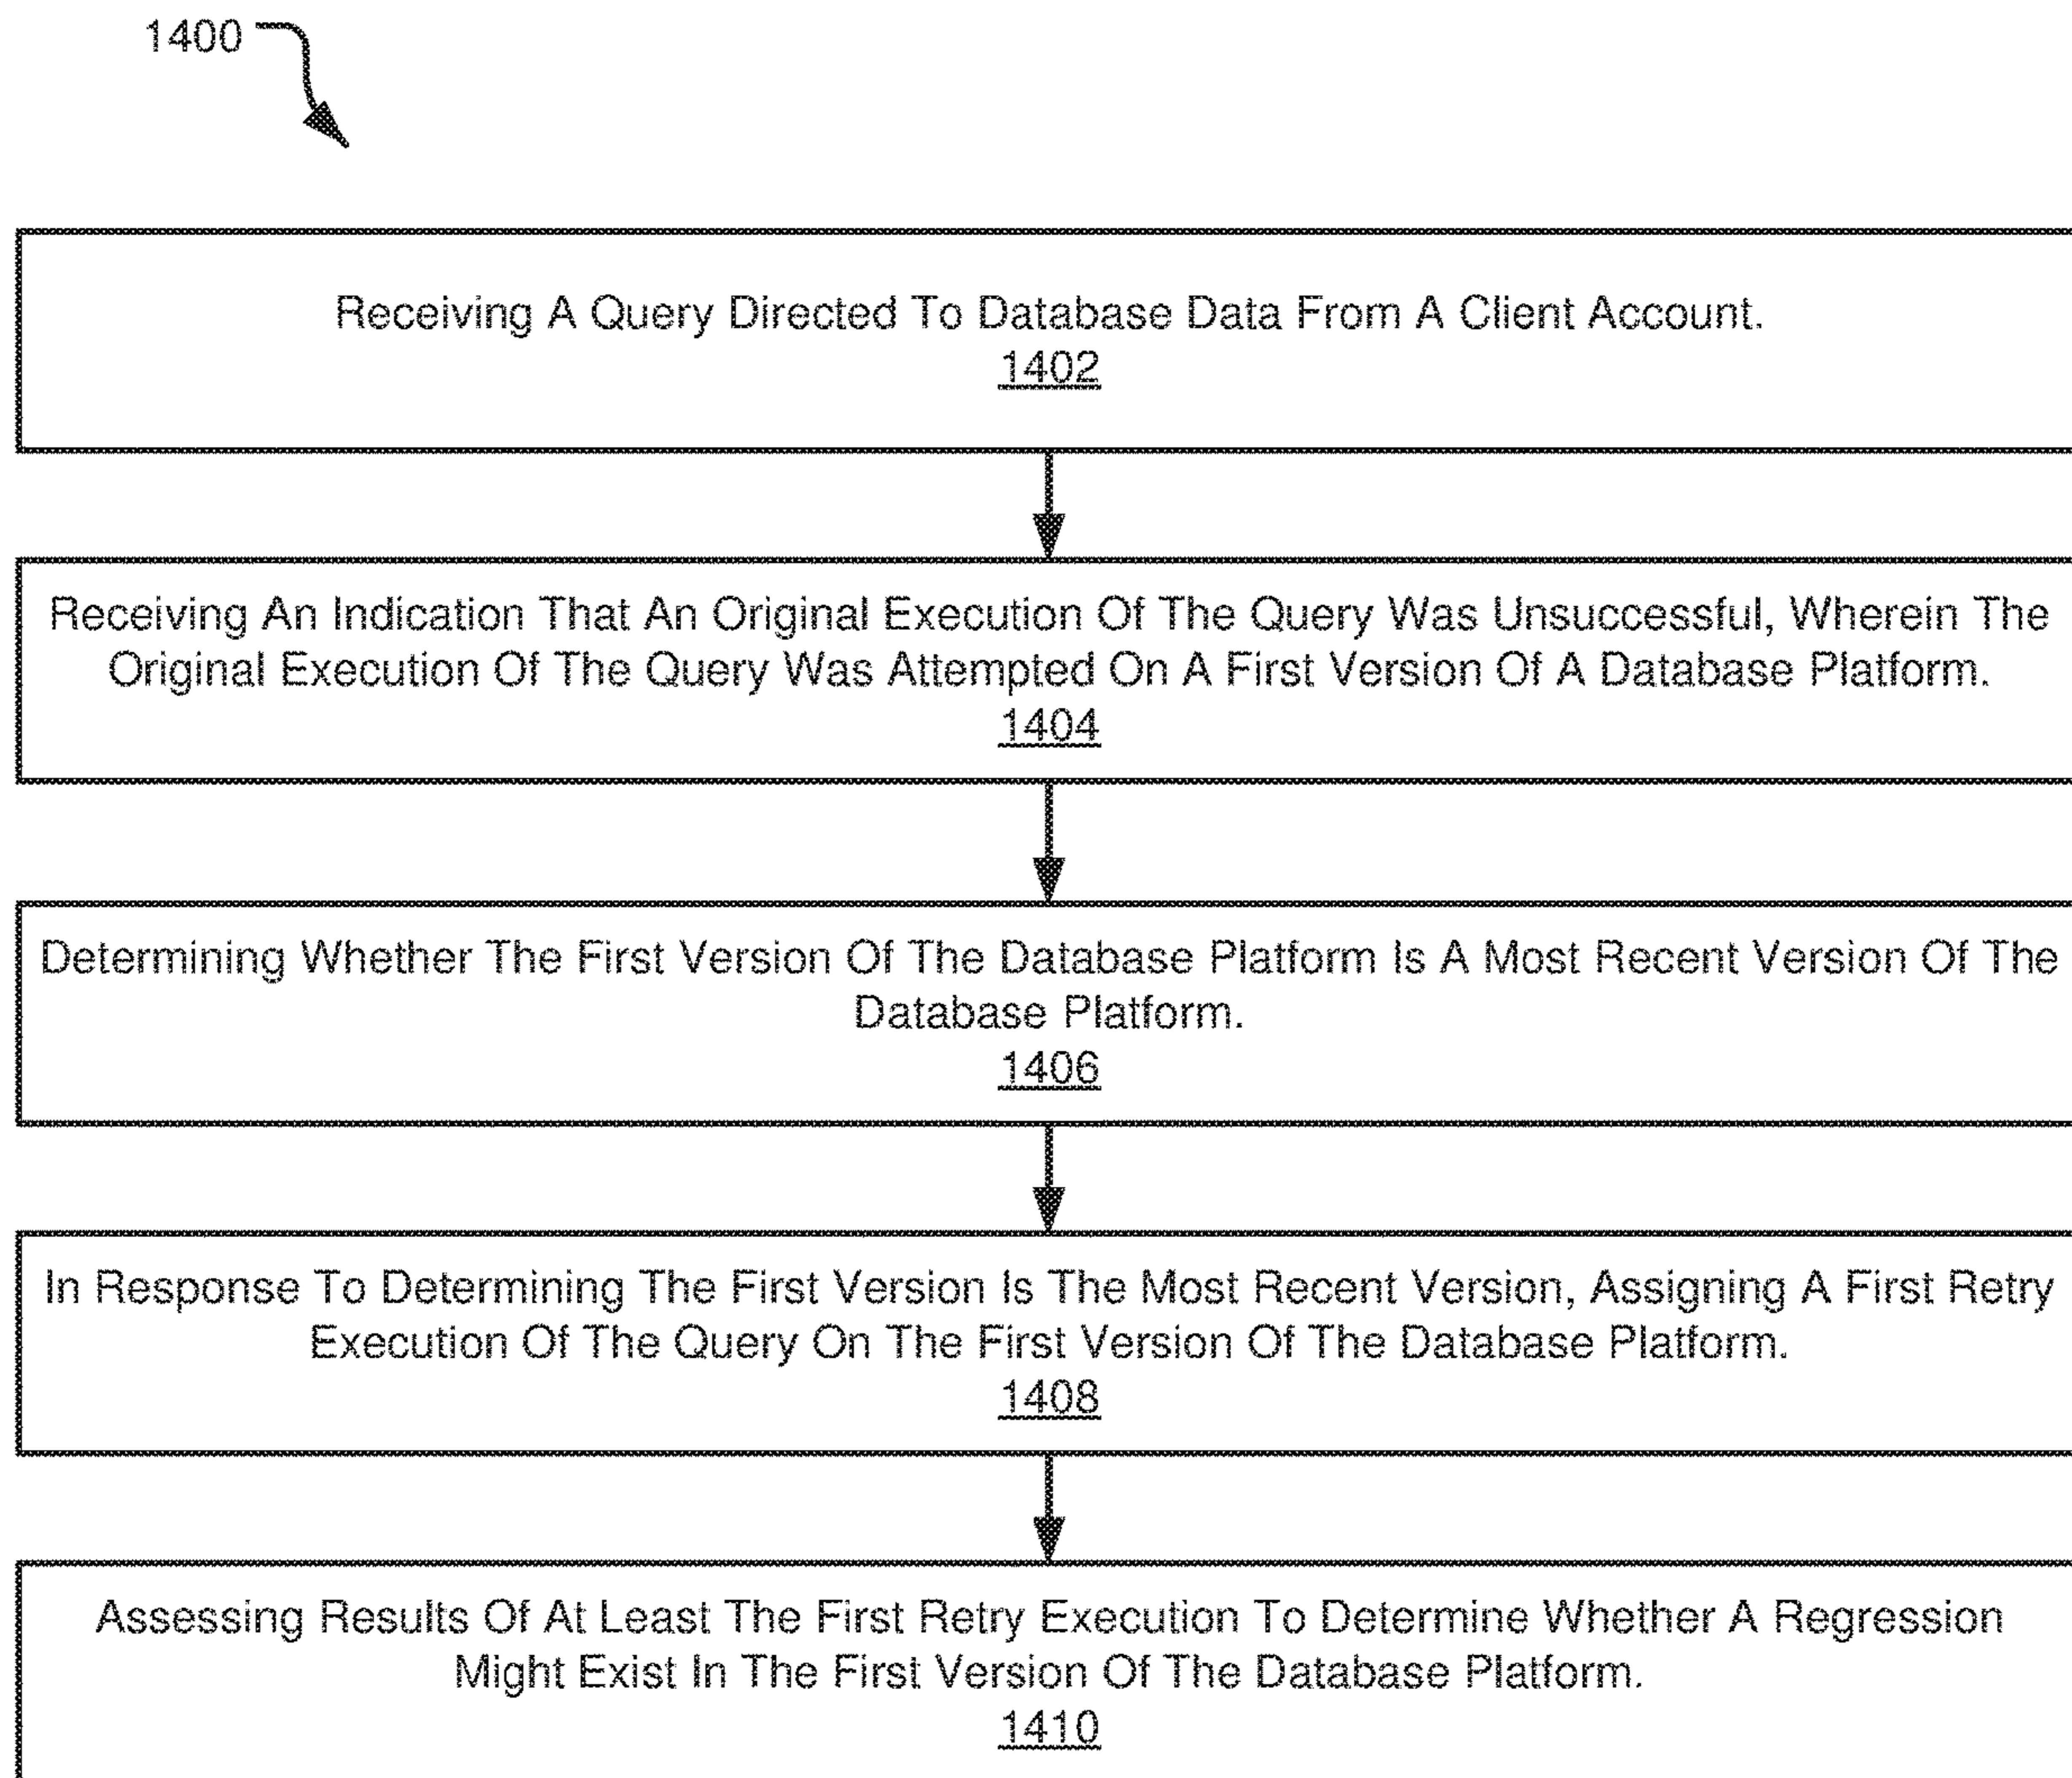 1400
Receiving A Query Directed To Database Data From A Client Account.
1402
Receiving An Indication That An Original Execution Of The Query Was Unsuccessful, Wherein The
Original Execution Of The Query Was Attempted On A First Version Of A Database Platform.
1404
Determining Whether The First Version Of The Database Platform Is A Most Recent Version Of The
Database Platform.
1406
In Response To Determining The First Version Is The Most Recent Version, Assigning A First Retry
Execution Of The Query On The First Version Of The Database Platform.
1408
Assessing Results Of At Least The First Retry Execution To Determine Whether A Regression
Might Exist In The First Version Of The Database Platform.
1410